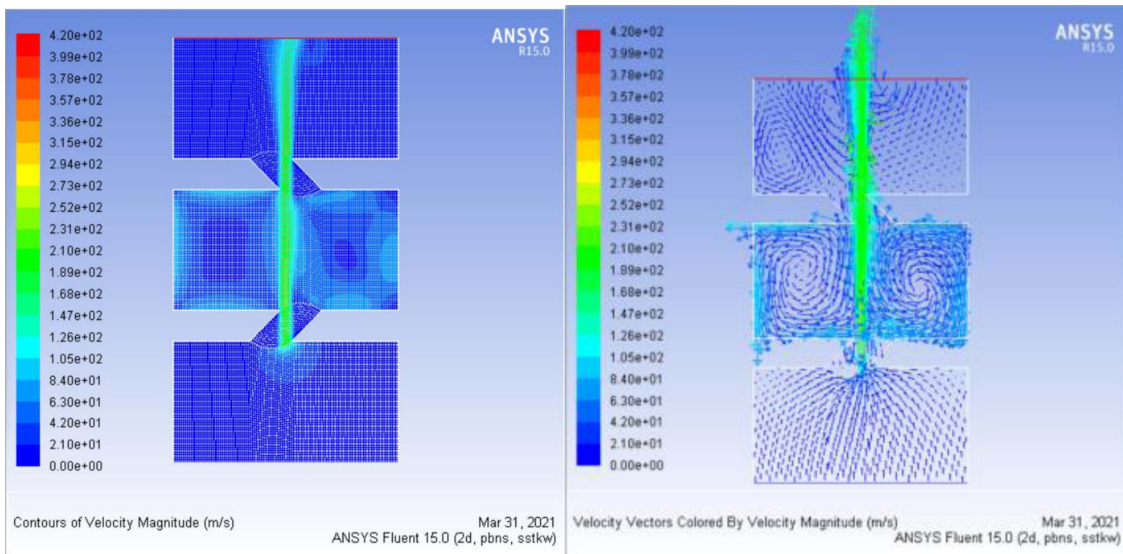 4.20e+02
3.99e+02
3.78e+02
3.57e+02
3.36e+02
3.15e+02
2.94e+02
2.73e+02
2.52e+02
2.31e+02
2.10e+02
1.89e+02
1.68e+02
1.47e+02
1.26e+02
1.05e+02
8.40e+01
6.30e+01
4.20e+01
2.10e+01
0.00e+00
ANSYS
R15.0
Contours of Velocity Magnitude (m/s)
Mar 31, 2021
ANSYS Fluent 15.0 (2d, pbns, sstkw)
4.20e+02
3.99e+02
3.78e+02
3.57e+02
3.36e+02
3.15e+02
2.94e+02
2.73e+02
2.52e+02
2.31e+02
2.10e+02
1.89e+02
1.68e+02
1.47e+02
1.26e+02
1.05e+02
8.40e+01
6.30e+01
4.20e+01
2.10e+01
0.00e+00
ANSYS
R15.0
Velocity Vectors Colored By Velocity Magnitude (m/s)
Mar 31, 2021
ANSYS Fluent 15.0 (2d, pbns, sstkw)